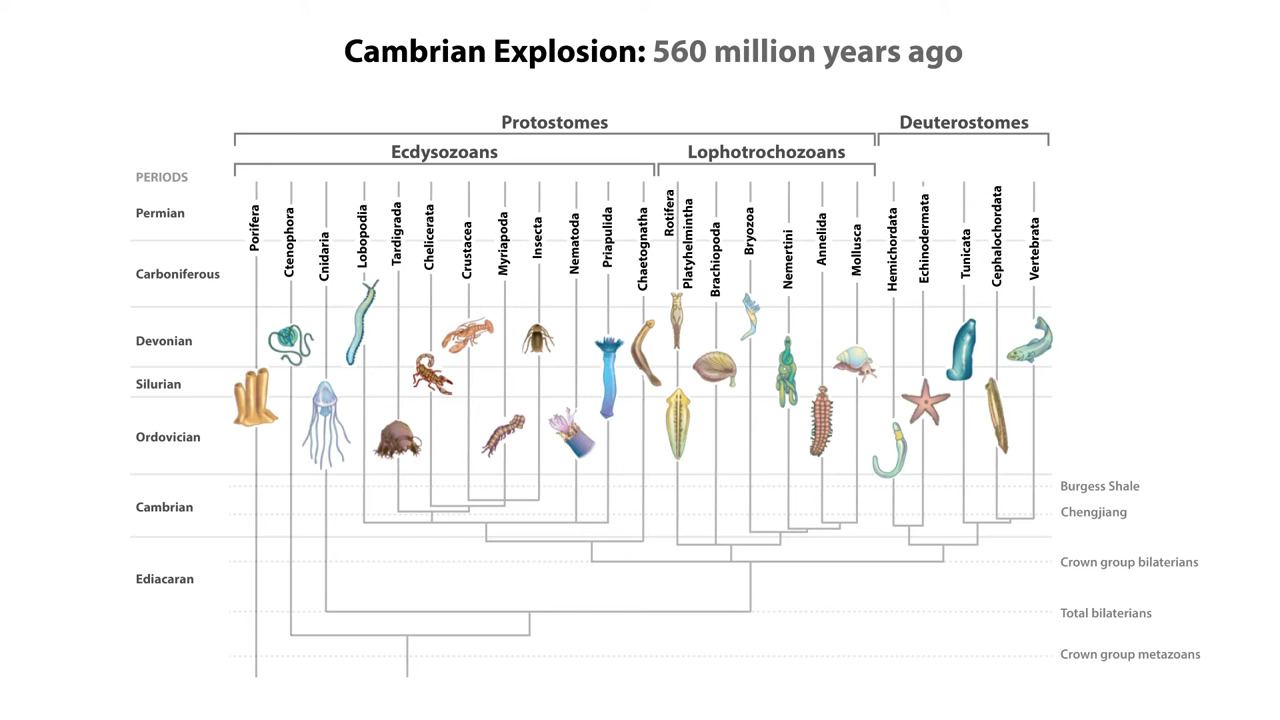 Cambrian Explosion: 560 million years ago
Protostomes
Deuterostomes
Ecdysozoans
Lophotrochozoans
PERIODS
Permian
Carboniferous
Devonian
Silurian
Ordovician
Cambrian
Ediacaran
Porifera
Ctenophora
Cnidaria
Lobopodia
Tardigrada
Chelicerata
Crustacea
Myriapoda
Insecta
Nematoda
Priapulida
Chaetognatha
Rotifera
Platyhelmintha
Brachiopoda
Bryozoa
Nemertini
Annelida
Mollusca
Hemichordata
Echinodermata
Tunicata
Cephalochordata
Vertebrata
Burgess Shale
Chengjiang
Crown group bilaterians
Total bilaterians
Crown group metazoans